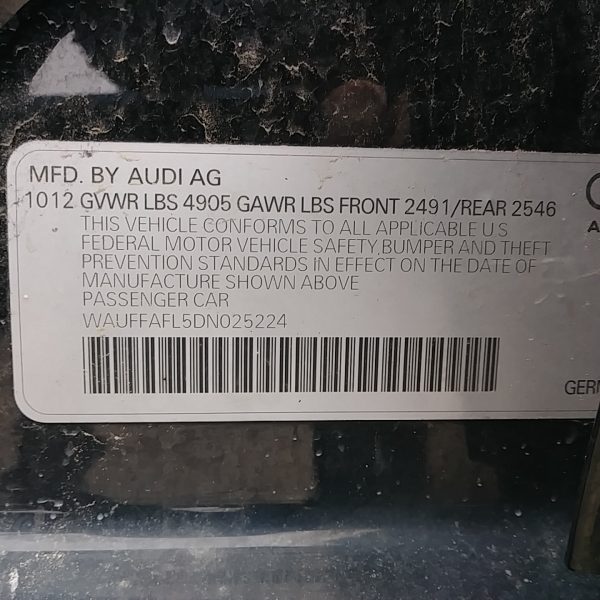 MFD. BY AUDI AG
1012 GVWR LBS 4905 GAWR LBS FRONT 2491/REAR 2546
THIS VEHICLE CONFORMS TO ALL APPLICABLE U S
FEDERAL MOTOR VEHICLE SAFETY,BUMPER AND THEFT
PREVENTION STANDARDS IN EFFECT ON THE DATE OF
MANUFACTURE SHOWN ABOVE
PASSENGER CAR
WAUFFAFL5DN025224